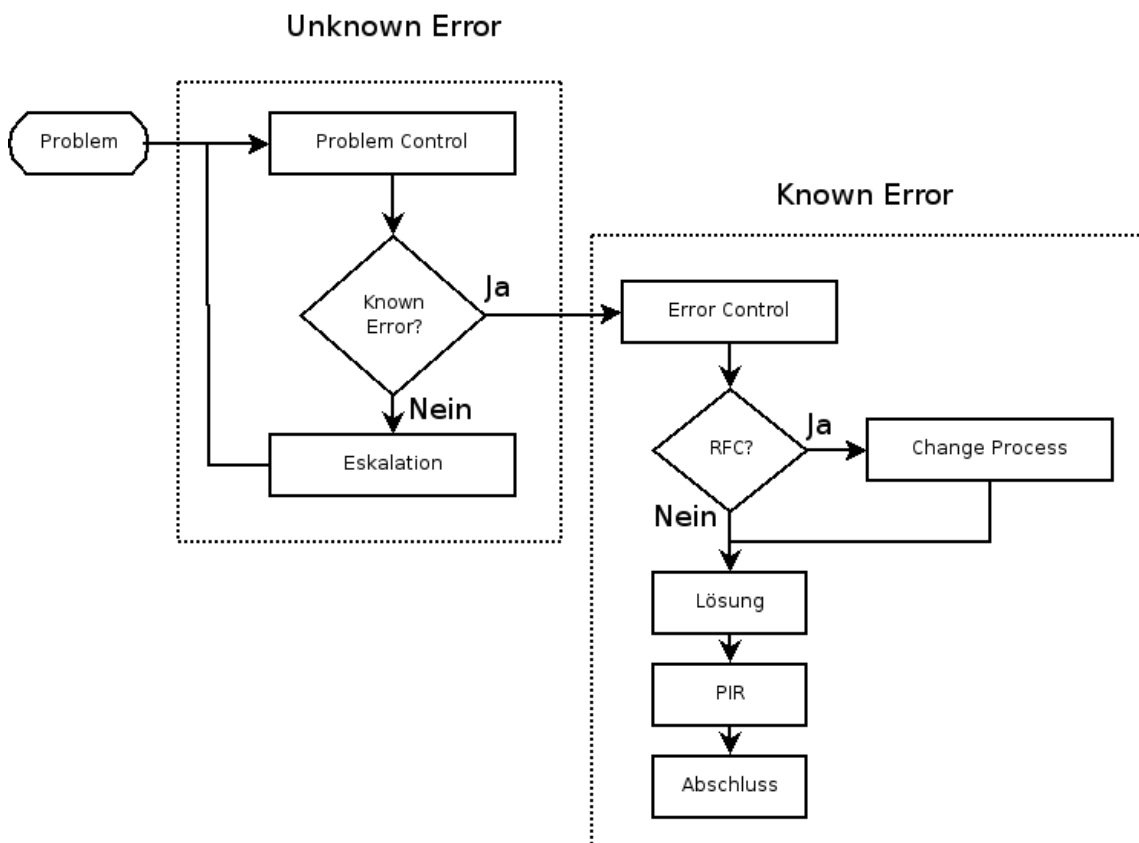 Unknown Error
Problem
Problem Control
Known Error
Known
Error?
Ja
Error Control
Nein
Eskalation
RFC?
Ja
Change Process
Nein
Lösung
PIR
Abschluss